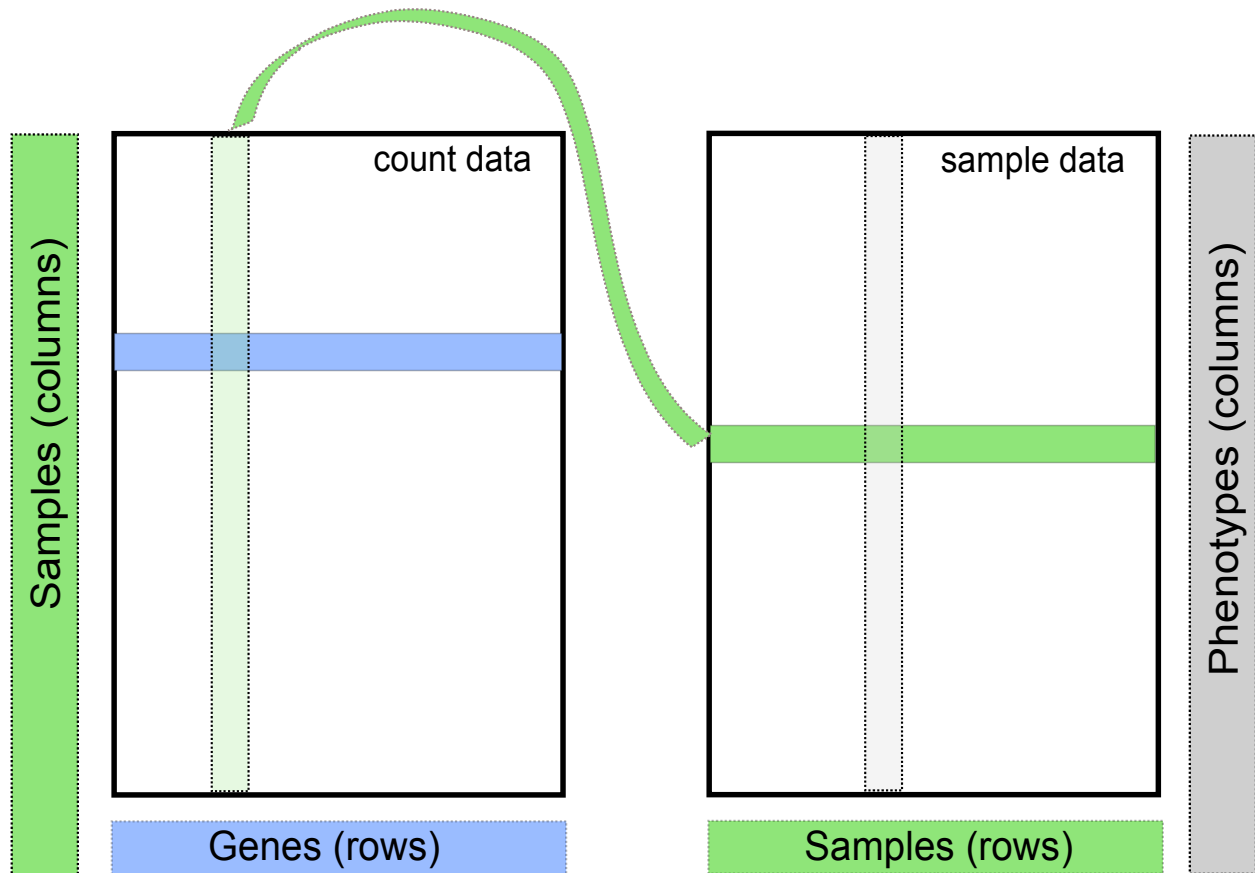 count data
sample data
Samples (columns)
Phenotypes (columns)
Genes (rows)
Samples (rows)